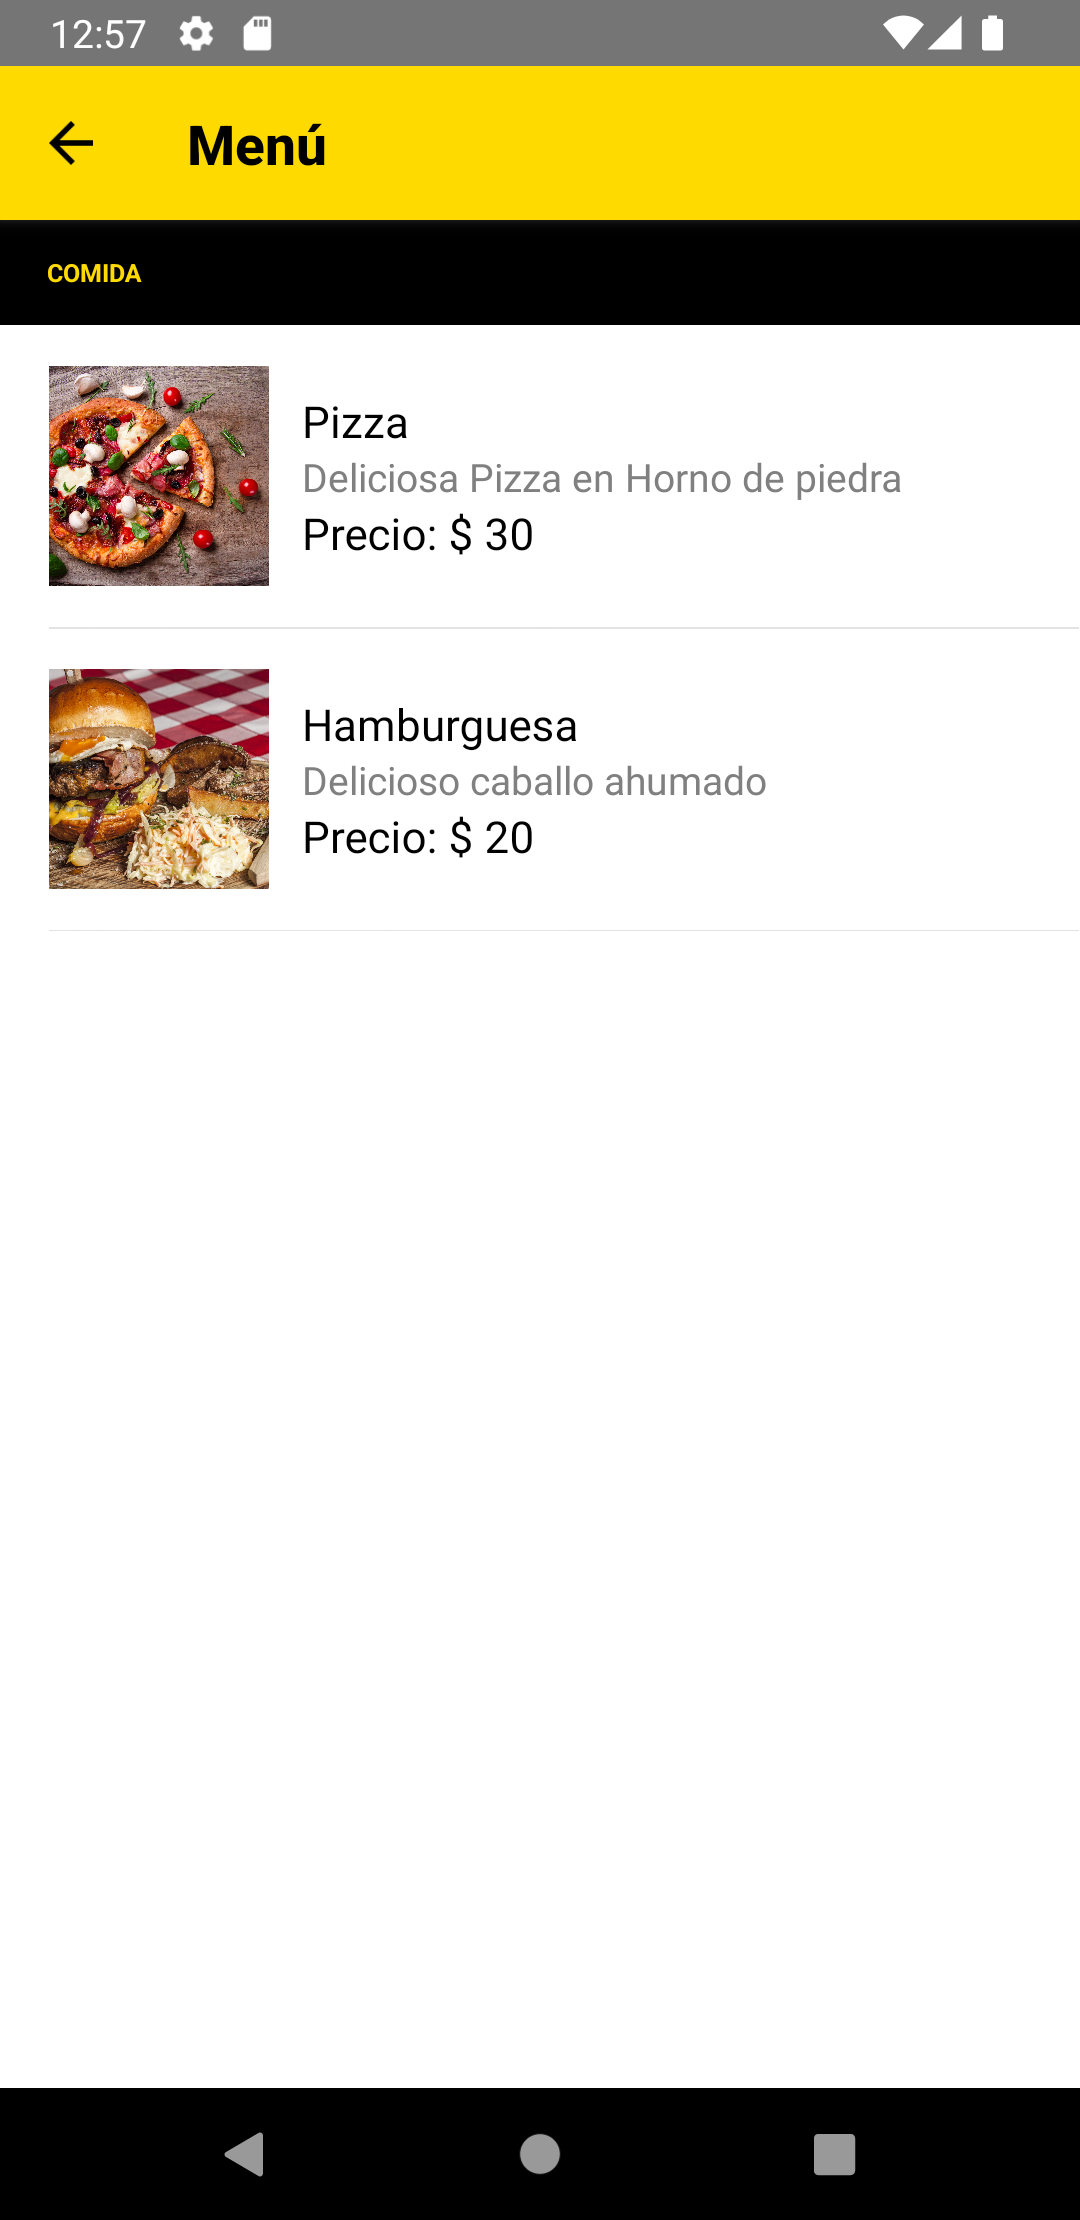 12:57
Menú
COMIDA
Pizza
Deliciosa Pizza en Horno de piedra
Precio: $ 30
Hamburguesa
Delicioso caballo ahumado
Precio: $ 20